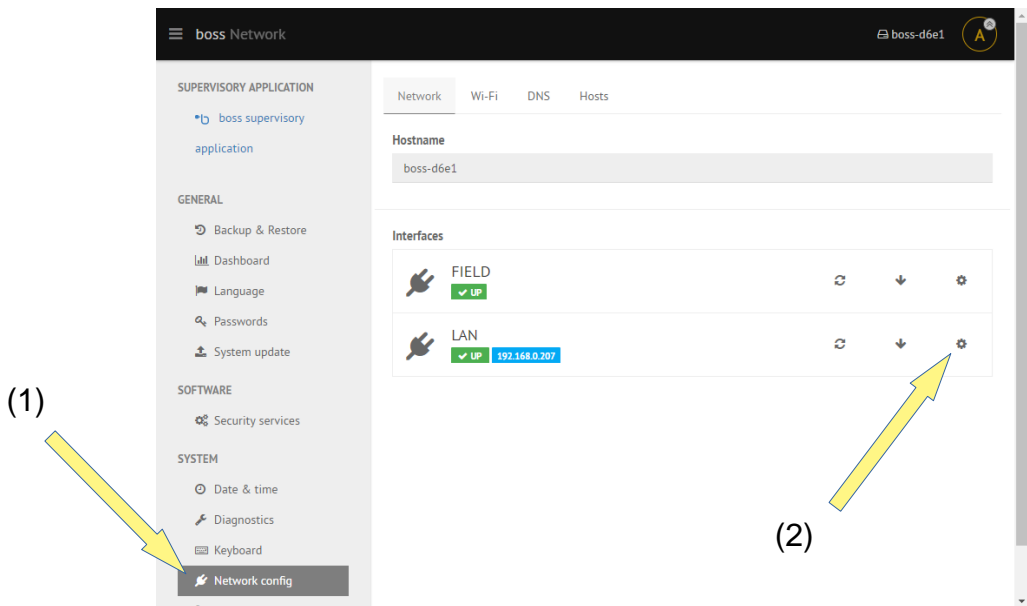 boss Network
boss-d6e1
A
SUPERVISORY APPLICATION
boss supervisory
application
GENERAL
Backup & Restore
Dashboard
Language
Passwords
System update
SOFTWARE
Security services
SYSTEM
Date & time
Diagnostics
Keyboard
Network config
Network Wi-Fi DNS Hosts
Hostname
boss-d6e1
Interfaces
FIELD
UP
LAN
UP 192.168.0.207
(1)
(2)